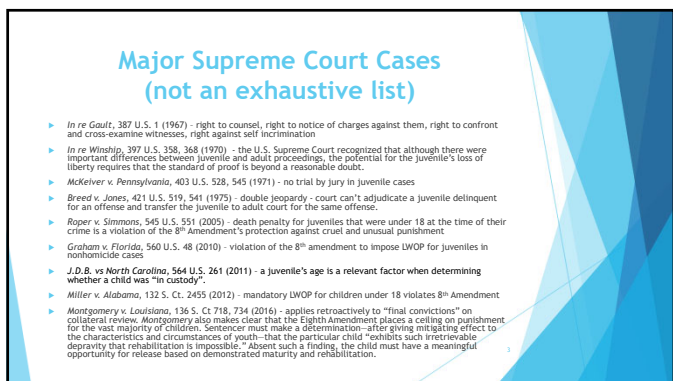 Major Supreme Court Cases
(not an exhaustive list)
In re Gault, 387 U.S. 1 (1967) – right to counsel, right to notice of charges against them, right to confront
and cross-examine witnesses, right against self incrimination
In re Winship, 397 U.S. 358, 368 (1970) - the U.S. Supreme Court recognized that although there were
important differences between juvenile and adult proceedings, the potential for the juvenile's loss of
liberty requires that the standard of proof is beyond a reasonable doubt.
McKeiver v. Pennsylvania, 403 U.S. 528, 545 (1971) - no trial by jury in juvenile cases
Breed v. Jones, 421 U.S. 519, 541 (1975) – double jeopardy - court can't adjudicate a juvenile delinquent
for an offense and transfer the juvenile to adult court for the same offense.
Roper v. Simmons, 545 U.S. 551 (2005) – death penalty for juveniles that were under 18 at the time of their
crime is a violation of the 8th Amendment's protection against cruel and unusual punishment
Graham v. Florida, 560 U.S. 48 (2010) – violation of the 8th amendment to impose LWOP for juveniles in
nonhomicide cases
J.D.B. vs North Carolina, 564 U.S. 261 (2011) – a juvenile's age is a relevant factor when determining
whether a child was "in custody".
Miller v. Alabama, 132 S. Ct. 2455 (2012) – mandatory LWOP for children under 18 violates 8th Amendment
Montgomery v. Louisiana, 136 S. Ct 718, 734 (2016) - applies retroactively to "final convictions" on
collateral review. Montgomery also makes clear that the Eighth Amendment places a ceiling on punishment
for the vast majority of children. Sentencer must make a determination—after giving mitigating effect to
the characteristics and circumstances of youth—that the particular child "exhibits such irretrievable
depravity that rehabilitation is impossible." Absent such a finding, the child must have a meaningful
opportunity for release based on demonstrated maturity and rehabilitation.
3